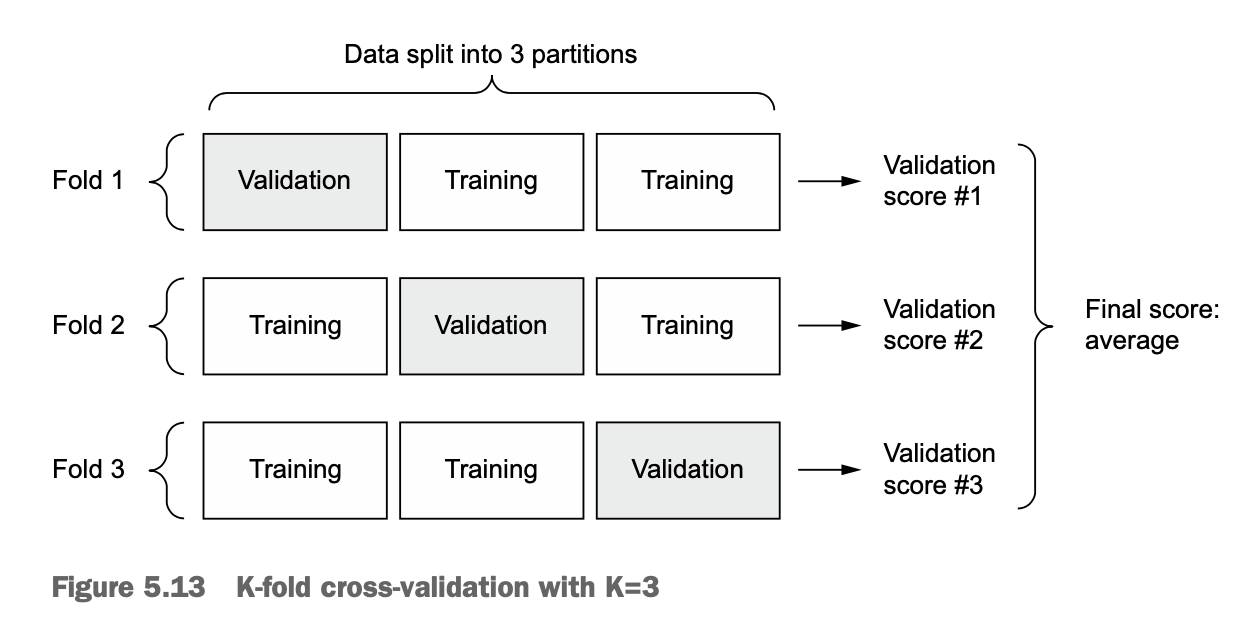 Data split into 3 partitions
Fold 1
Validation
Training
Training
Validation
score #1
Fold 2
Training
Validation
Training
Validation
score #2
Final score:
average
Fold 3
Training
Training
Validation
Validation
score #3
Figure 5.13 K-fold cross-validation with K=3